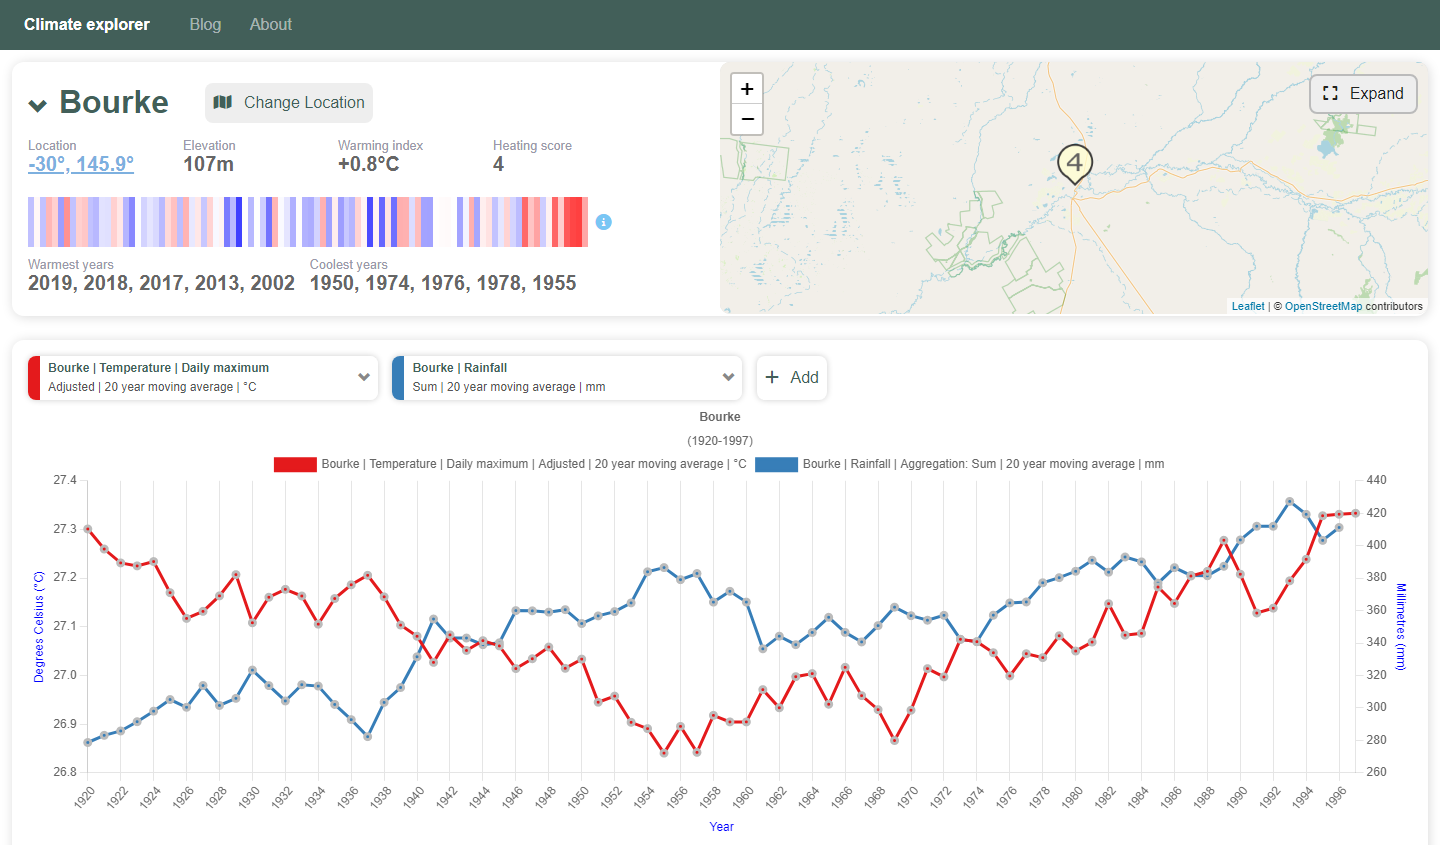 Climate explorer Blog About
Bourke
Change Location
Location Elevation Warming index Heating score
-30°, 145.9° 107m +0.8°C 4
Warmest years Coolest years
2019, 2018, 2017, 2013, 2002 1950, 1974, 1976, 1978, 1955
+
−
4
Expand
Leaflet | © OpenStreetMap contributors
Bourke | Temperature | Daily maximum
Adjusted | 20 year moving average | °C
Bourke | Rainfall
Sum | 20 year moving average | mm
+ Add
Bourke
(1920-1997)
Bourke | Temperature | Daily maximum | Adjusted | 20 year moving average | °C Bourke | Rainfall | Aggregation: Sum | 20 year moving average | mm
Degrees Celsius (°C)
27.4
27.3
27.2
27.1
27.0
26.9
26.8
440
420
400
380
360
340
320
300
280
260
Millimetres (mm)
1920 1922 1924 1926 1928 1930 1932 1934 1936 1938 1940 1942 1944 1946 1948 1950 1952 1954 1956 1958 1960 1962 1964 1966 1968 1970 1972 1974 1976 1978 1980 1982 1984 1986 1988 1990 1992 1994 1996
Year